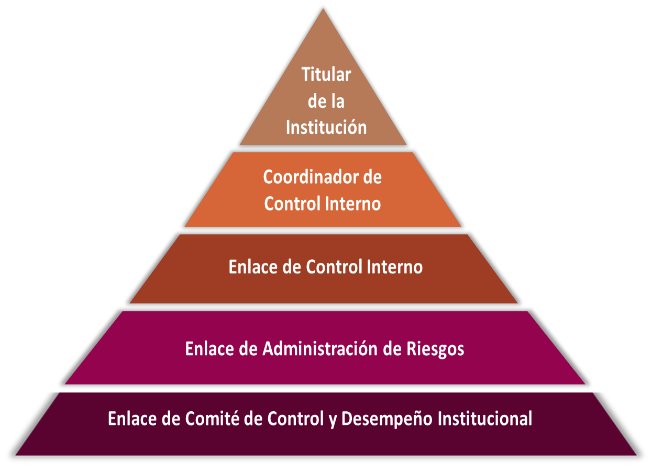 Titular
de la
Institución
Coordinador de
Control Interno
Enlace de Control Interno
Enlace de Administración de Riesgos
Enlace de Comité de Control y Desempeño Institucional